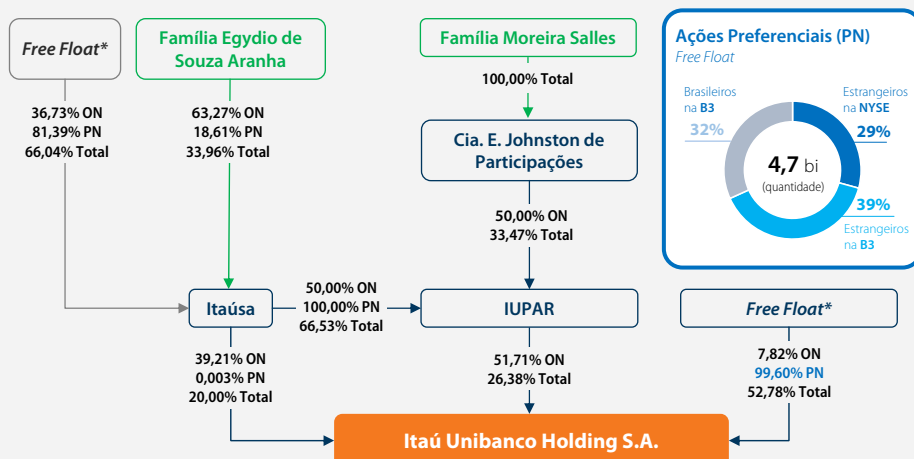 Free Float*
Família Egydio de
Souza Aranha
Família Moreira Salles
36,73% ON
81,39% PN
66,04% Total
63,27% ON
18,61% PN
33,96% Total
100,00% Total
Cia. E. Johnston de
Participações
50,00% ON
33,47% Total
Ações Preferenciais (PN)
Free Float
Brasileiros
na B3
32%
Estrangeiros
na NYSE
29%
4,7 bi
(quantidade)
39%
Estrangeiros
na B3
Itaúsa
50,00% ON
100,00% PN
66,53% Total
IUPAR
Free Float*
39,21% ON
0,003% PN
20,00% Total
51,71% ON
26,38% Total
7,82% ON
99,60% PN
52,78% Total
Itaú Unibanco Holding S.A.